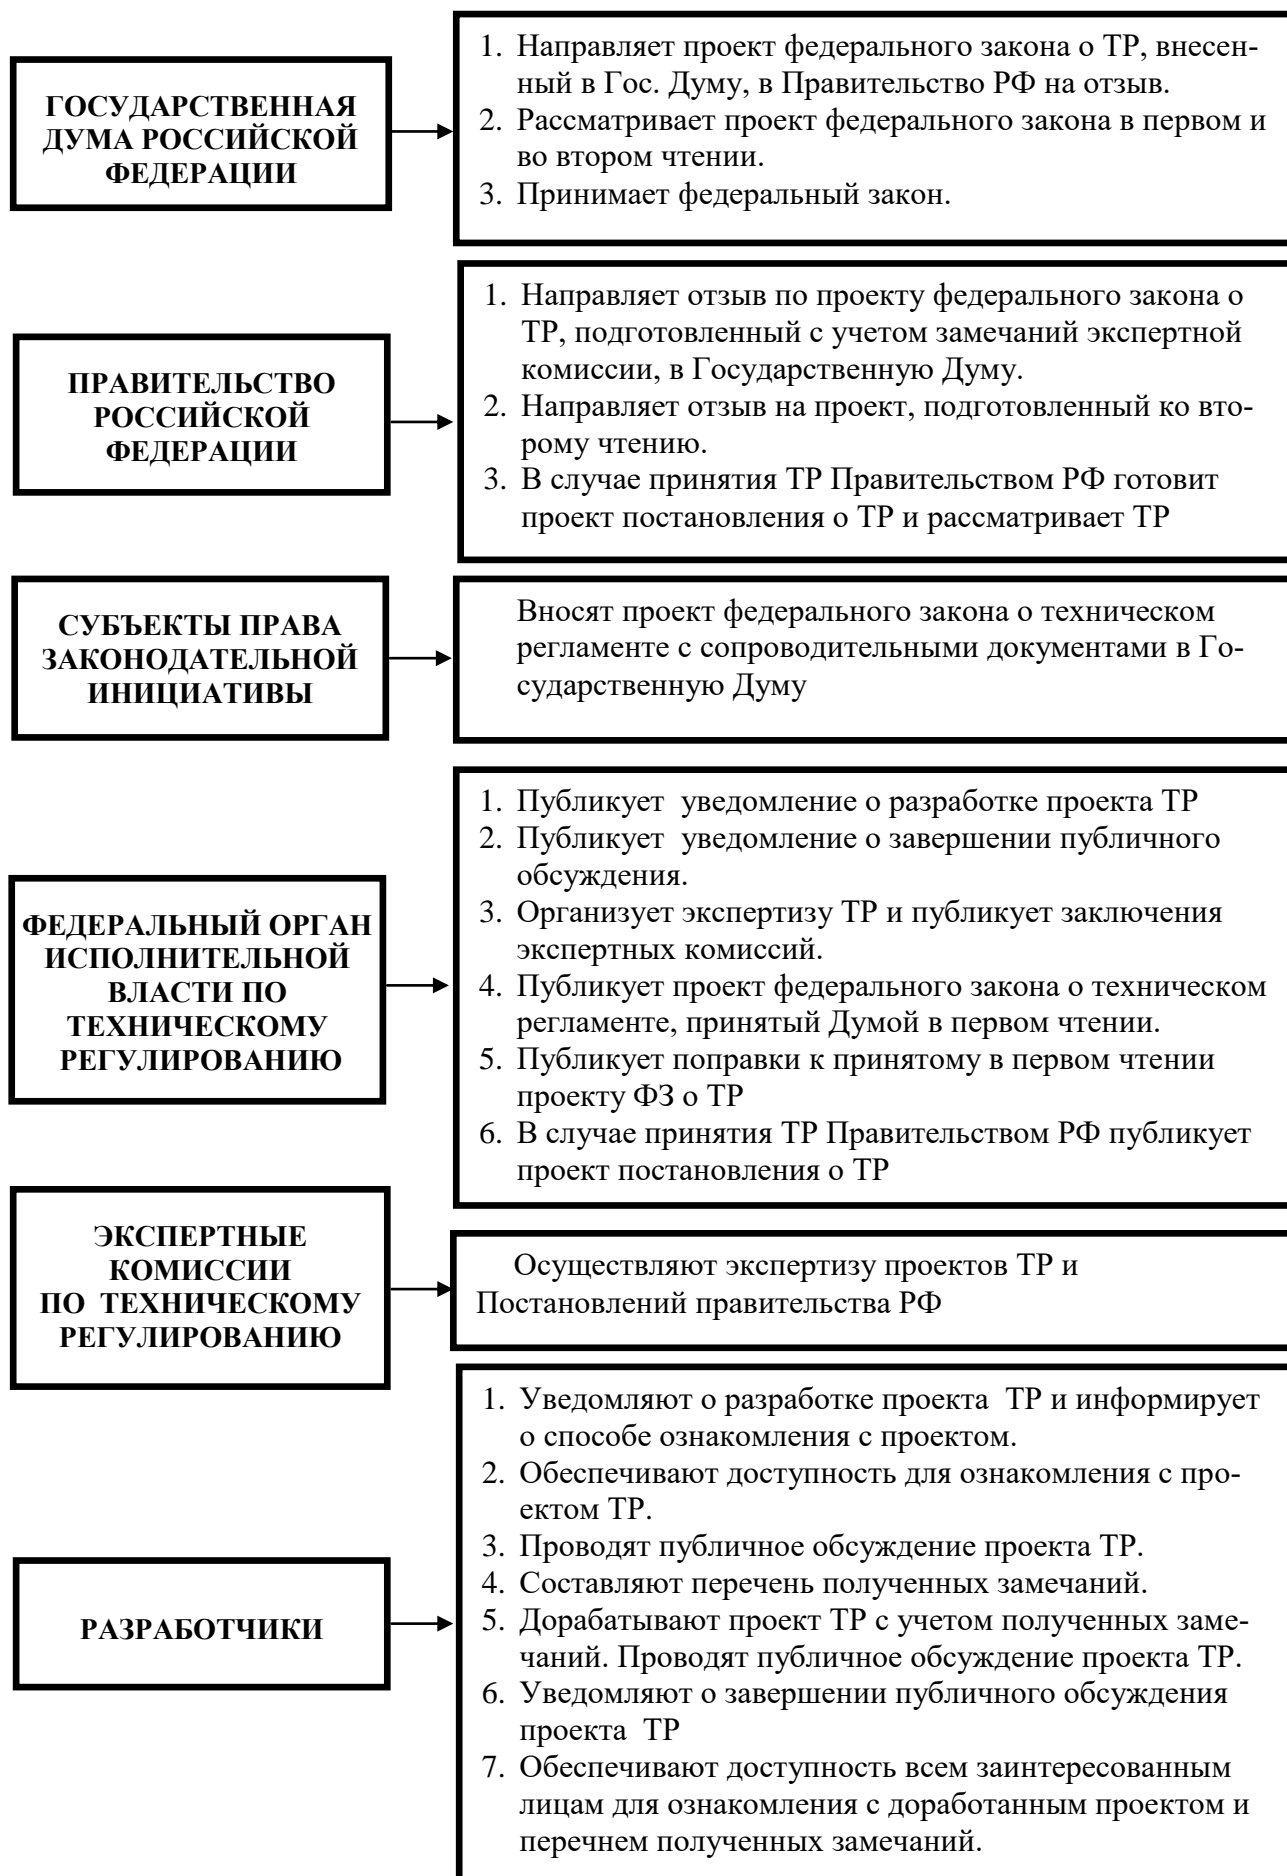 ГОСУДАРСТВЕННАЯ
ДУМА РОССИЙСКОЙ
ФЕДЕРАЦИИ
1. Направляет проект федерального закона о ТР, внесен-
ный в Гос. Думу, в Правительство РФ на отзыв.
2. Рассматривает проект федерального закона в первом и
во втором чтении.
3. Принимает федеральный закон.
ПРАВИТЕЛЬСТВО
РОССИЙСКОЙ
ФЕДЕРАЦИИ
1. Направляет отзыв по проекту федерального закона о
ТР, подготовленный с учетом замечаний экспертной
комиссии, в Государственную Думу.
2. Направляет отзыв на проект, подготовленный ко вто-
рому чтению.
3. В случае принятия ТР Правительством РФ готовит
проект постановления о ТР и рассматривает ТР
СУБЪЕКТЫ ПРАВА
ЗАКОНОДАТЕЛЬНОЙ
ИНИЦИАТИВЫ
Вносят проект федерального закона о техническом
регламенте с сопроводительными документами в Го-
сударственную Думу
ФЕДЕРАЛЬНЫЙ ОРГАН
ИСПОЛНИТЕЛЬНОЙ
ВЛАСТИ ПО
ТЕХНИЧЕСКОМУ
РЕГУЛИРОВАНИЮ
1. Публикует уведомление о разработке проекта ТР
2. Публикует уведомление о завершении публичного
обсуждения.
3. Организует экспертизу ТР и публикует заключения
экспертных комиссий.
4. Публикует проект федерального закона о техническом
регламенте, принятый Думой в первом чтении.
5. Публикует поправки к принятому в первом чтении
проекту ФЗ о ТР
6. В случае принятия ТР Правительством РФ публикует
проект постановления о ТР
ЭКСПЕРТНЫЕ
КОМИССИИ
ПО ТЕХНИЧЕСКОМУ
РЕГУЛИРОВАНИЮ
Осуществляют экспертизу проектов ТР и
Постановлений правительства РФ
РАЗРАБОТЧИКИ
1. Уведомляют о разработке проекта ТР и информирует
о способе ознакомления с проектом.
2. Обеспечивают доступность для ознакомления с про-
ектом ТР.
3. Проводят публичное обсуждение проекта ТР.
4. Составляют перечень полученных замечаний.
5. Дорабатывают проект ТР с учетом полученных заме-
чаний. Проводят публичное обсуждение проекта ТР.
6. Уведомляют о завершении публичного обсуждения
проекта ТР
7. Обеспечивают доступность всем заинтересованным
лицам для ознакомления с доработанным проектом и
перечнем полученных замечаний.